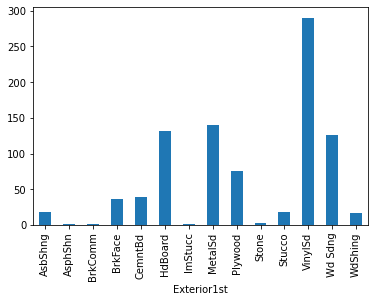 300
250
200
150
100
50
0
AsbShng
AsphShn
BrkComm
BrkFace
CemntBd
HdBoard
ImStucc
MetalSd
Plywood
Stone
Stucco
VinylSd
Wd Sdng
WdShing
Exterior1st